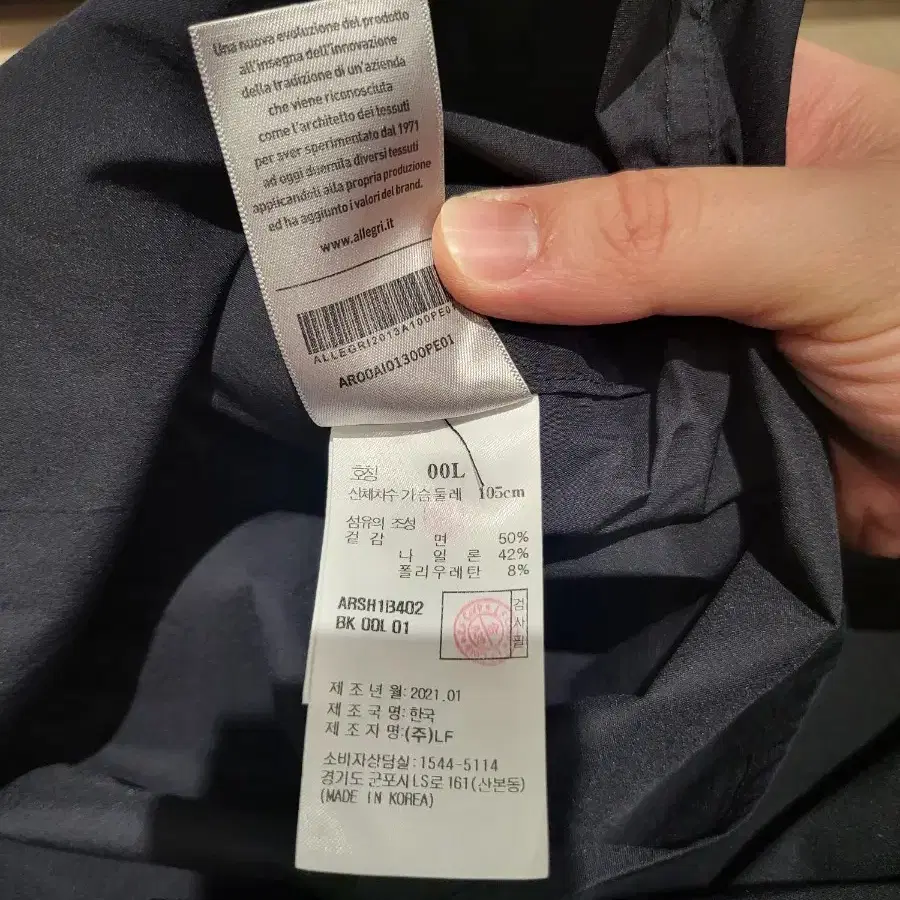 Una nuova evoluzione del prodotto
all'insegna dell'innovazione
della tradizione di un'azienda
che viene riconosciuta
come l'architetto dei tessuti
per aver sperimentato dal 1971
ad oggi duemila diversi tessuti
applicandoli alla propria produzione
ed ha aggiunto i valori del brand.
www.allegri.it
ALLEGRI2013A100PE0
AR00AI01300PE01
호칭 00L
신체치수 가슴둘레 105cm
섬유의 조성
겉감 면 50%
나일론 42%
폴리우레탄 8%
ARSH1B402
BK 00L 01
검사필
제조년월:2021.01
제조국명:한국
제조자명:(주)LF
소비자상담실:1544-5114
경기도 군포시 LS로 161(산본동)
(MADE IN KOREA)